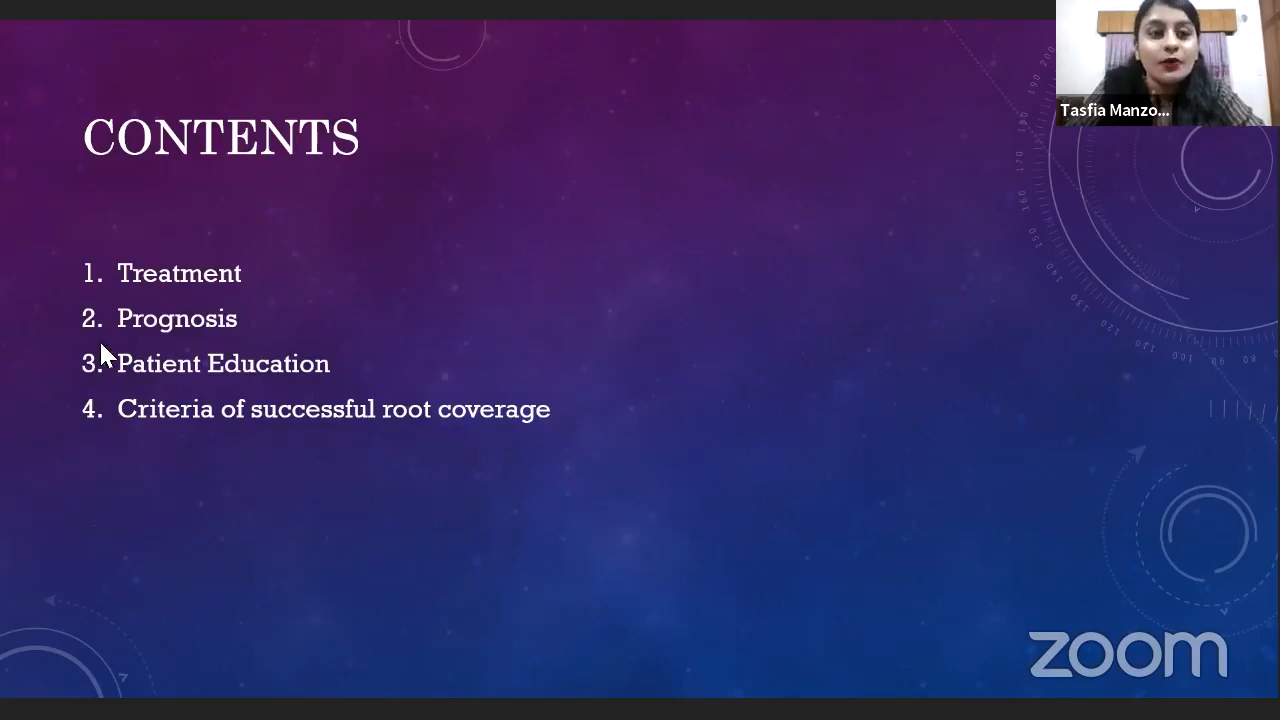 Tasfia Manzo...
CONTENTS
1. Treatment
2. Prognosis
3. Patient Education
4. Criteria of successful root coverage
zoom